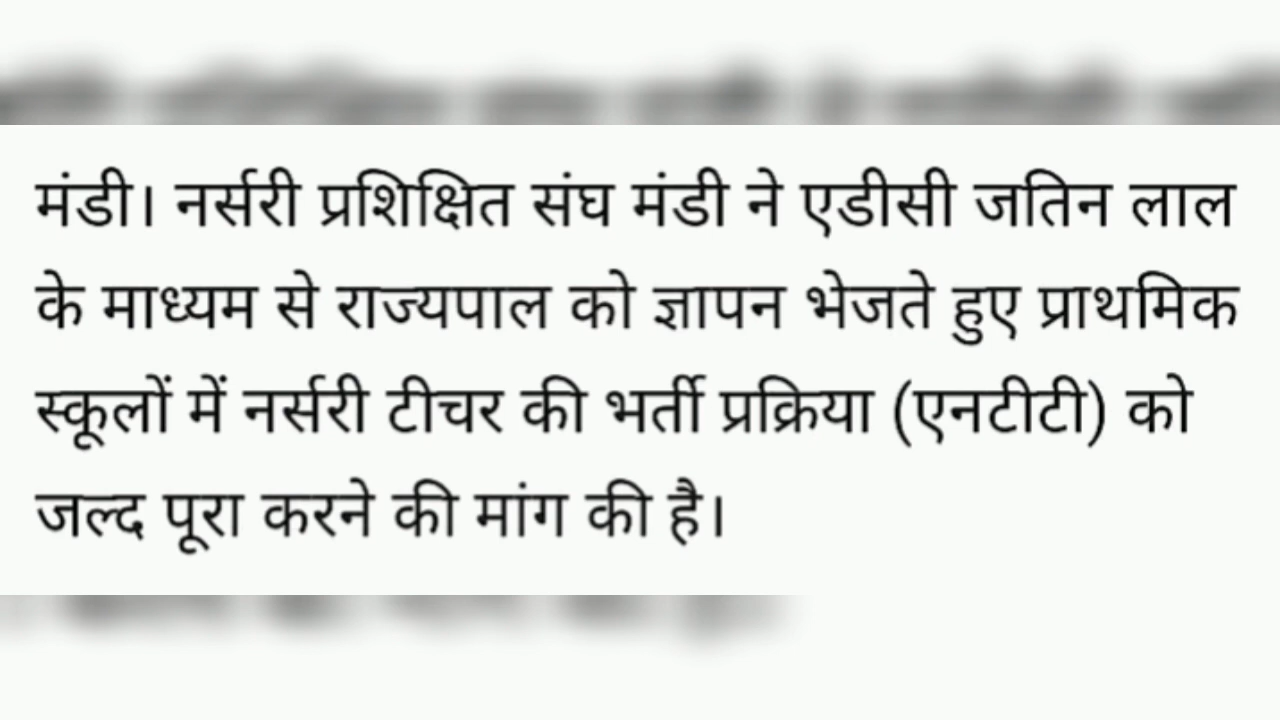 मंडी। नर्सरी प्रशिक्षित संघ मंडी ने एडीसी जतिन लाल
के माध्यम से राज्यपाल को ज्ञापन भेजते हुए प्राथमिक
स्कूलों में नर्सरी टीचर की भर्ती प्रक्रिया (एनटीटी) को
जल्द पूरा करने की मांग की है।